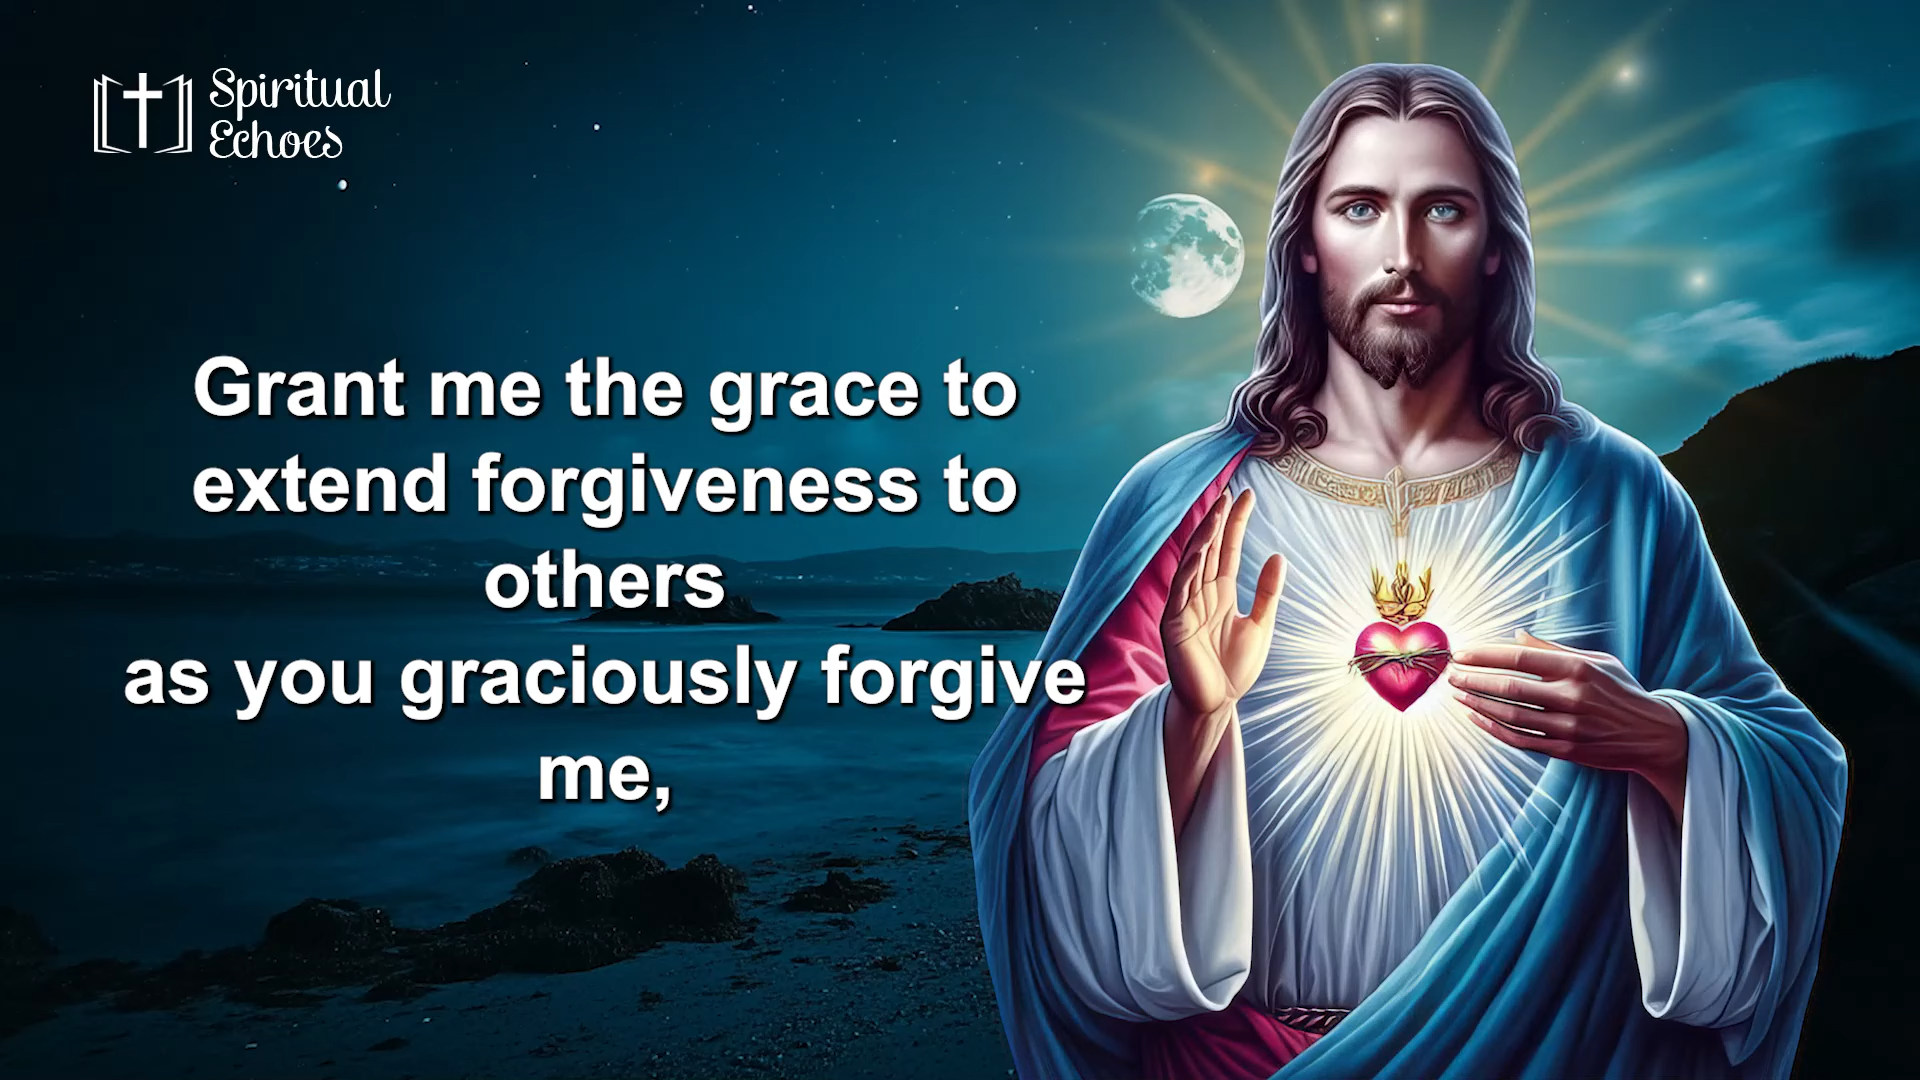 Spiritual
Echoes
Grant me the grace to
extend forgiveness to
others
as you graciously forgive
me,